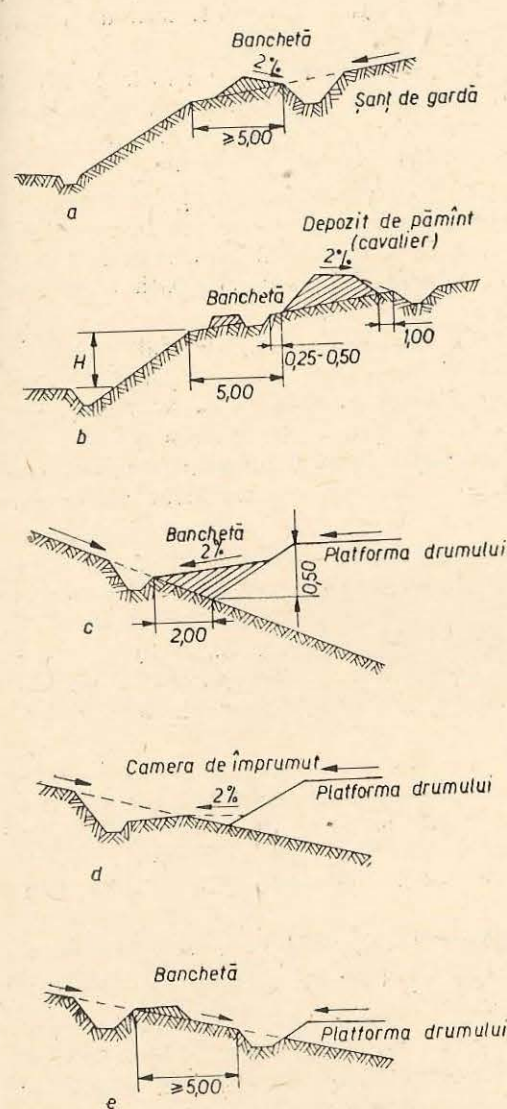 Banchetă
2%
Șanț de gardă
≥5,00
a
Depozit de pămînt
(cavalier)
2%
Banchetă
H
1,00
0,25-0,50
5,00
b
Banchetă
2%
Platforma drumului
0,50
c
2,00
Camera de împrumut
2%
Platforma drumului
d
Banchetă
Platforma drumului
≥5,00
e